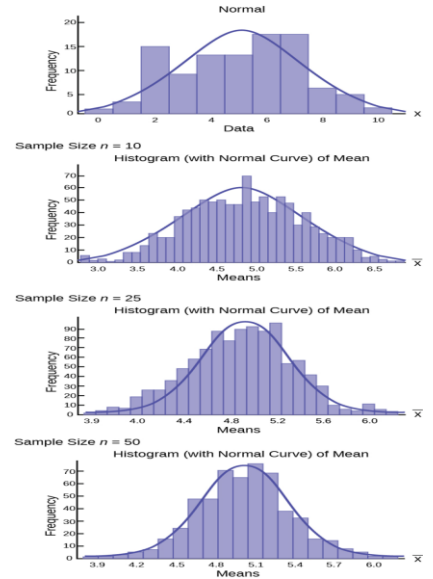 Normal
20
15
10
5
0
Frequency
0 2 4 6 8 10 x
Data
Sample Size n = 10
Histogram (with Normal Curve) of Mean
70
60
50
40
30
20
10
0
Frequency
3.0 3.5 4.0 4.5 5.0 5.5 6.0 6.5 x
Means
Sample Size n = 25
Histogram (with Normal Curve) of Mean
90
80
70
60
50
40
30
20
10
0
Frequency
3.9 4.0 4.4 4.8 5.2 5.6 6.0 x
Means
Sample Size n = 50
Histogram (with Normal Curve) of Mean
70
60
50
40
30
20
10
0
Frequency
3.9 4.2 4.5 4.8 5.1 5.4 5.7 6.0 x
Means